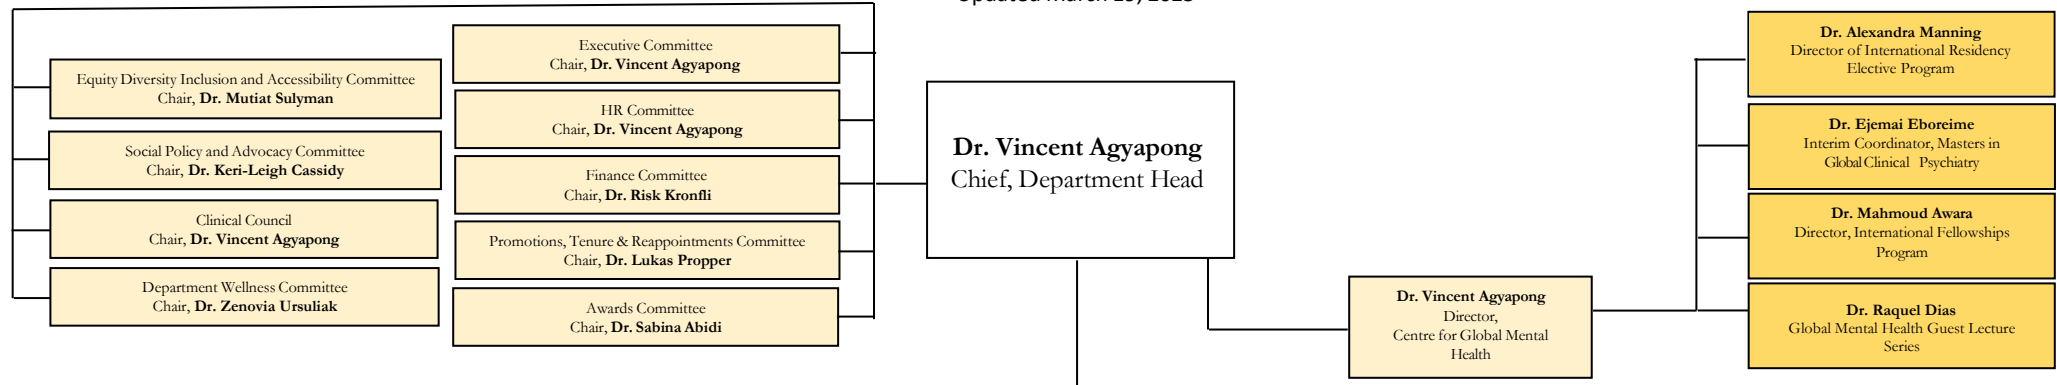 Equity Diversity Inclusion and Accessibility Committee
Chair, Dr. Mutiat Sulyman
Social Policy and Advocacy Committee
Chair, Dr. Keri-Leigh Cassidy
Clinical Council
Chair, Dr. Vincent Agyapong
Department Wellness Committee
Chair, Dr. Zenovia Ursuliak
Executive Committee
Chair, Dr. Vincent Agyapong
HR Committee
Chair, Dr. Vincent Agyapong
Finance Committee
Chair, Dr. Risk Kronfli
Promotions, Tenure & Reappointments Committee
Chair, Dr. Lukas Propper
Awards Committee
Chair, Dr. Sabina Abidi
Dr. Vincent Agyapong
Chief, Department Head
Dr. Vincent Agyapong
Director,
Centre for Global Mental
Health
Dr. Alexandra Manning
Director of International Residency
Elective Program
Dr. Ejemai Eboreime
Interim Coordinator, Masters in
Global Clinical Psychiatry
Dr. Mahmoud Awara
Director, International Fellowships
Program
Dr. Raquel Dias
Global Mental Health Guest Lecture
Series